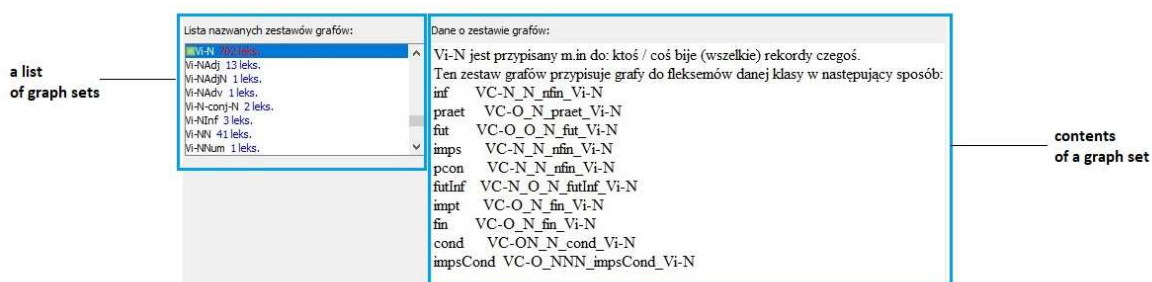 a list
of graph sets
Lista nazwanych zestawów grafów:
Vi-N 702 leks.
Vi-NAdj 13 leks.
Vi-NAdjN 1 leks.
Vi-NAdv 1 leks.
Vi-N-conj-N 2 leks.
Vi-NInf 3 leks.
Vi-NN 41 leks.
Vi-NNum 1 leks.
Dane o zestawie grafów:
Vi-N jest przypisany m.in do: ktoś / coś bije (wszelkie) rekordy czegoś.
Ten zestaw grafów przypisuje grafy do fleksemów danej klasy w następujący sposób:
inf VC-N_N_nfin_Vi-N
praet VC-O_N_praet_Vi-N
fut VC-O_O_N_fut_Vi-N
imps VC-N_N_nfin_Vi-N
pcon VC-N_N_nfin_Vi-N
futInf VC-N_O_N_futInf_Vi-N
impt VC-O_N_fin_Vi-N
fin VC-O_N_fin_Vi-N
cond VC-ON_N_cond_Vi-N
impsCond VC-O_NNN_impsCond_Vi-N
contents
of a graph set